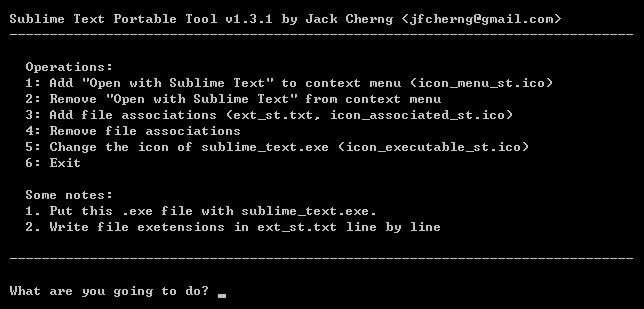 Sublime Text Portable Tool v1.3.1 by Jack Cherng <jfcherng@gmail.com>
Operations:
1: Add "Open with Sublime Text" to context menu (icon_menu_st.ico)
2: Remove "Open with Sublime Text" from context menu
3: Add file associations (ext_st.txt, icon_associated_st.ico)
4: Remove file associations
5: Change the icon of sublime_text.exe (icon_executable_st.ico)
6: Exit
Some notes:
1. Put this .exe file with sublime_text.exe.
2. Write file exetensions in ext_st.txt line by line
What are you going to do? _